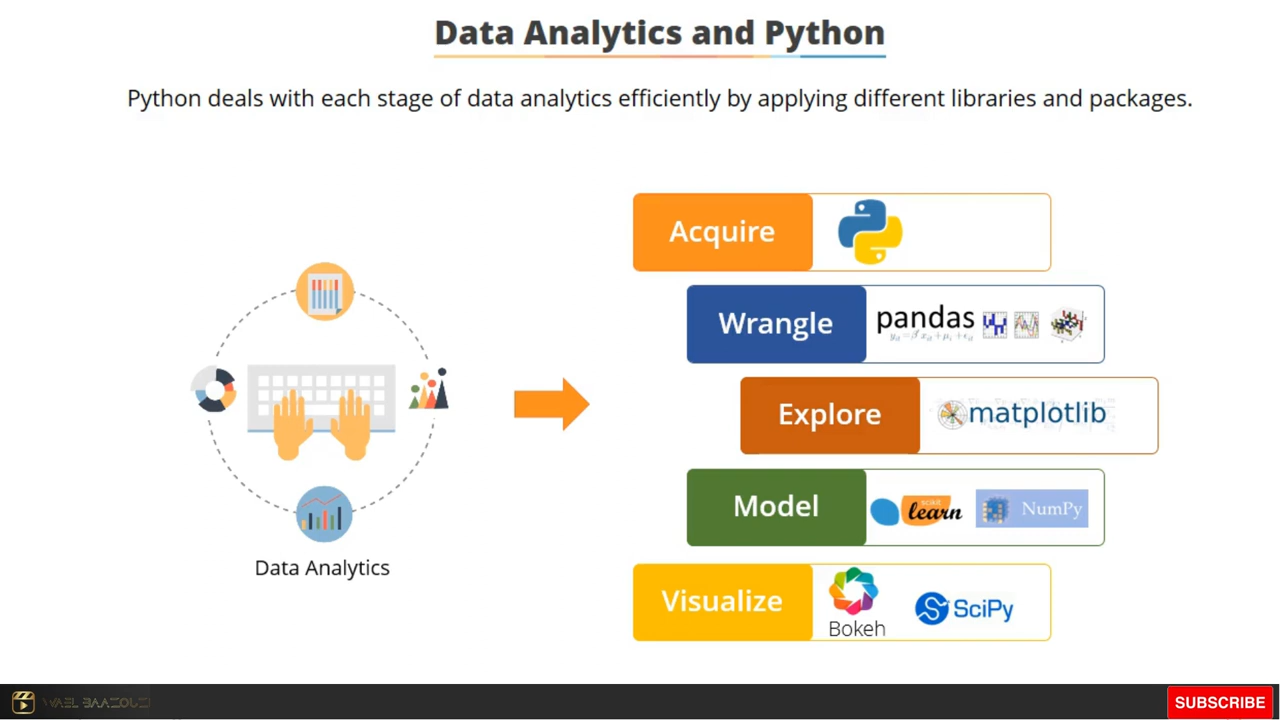 Data Analytics and Python
Python deals with each stage of data analytics efficiently by applying different libraries and packages.
Acquire
Wrangle
pandas
Explore
matplotlib
Model
scikit
learn
NumPy
Visualize
Bokeh
SciPy
Data Analytics
SUBSCRIBE